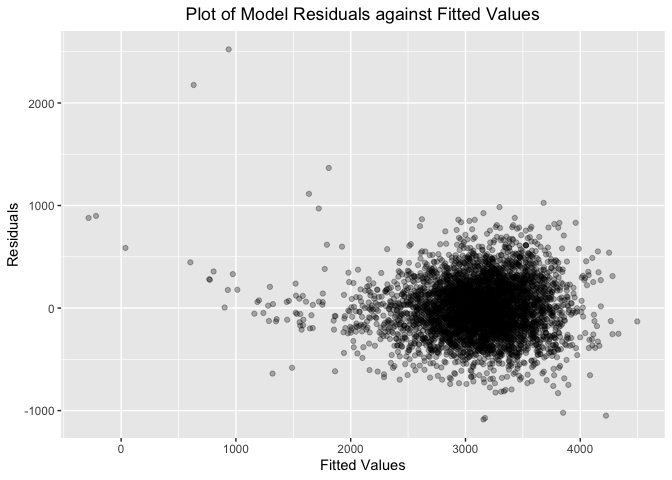 Plot of Model Residuals against Fitted Values
Residuals
2000
1000
0
-1000
0 1000 2000 3000 4000
Fitted Values